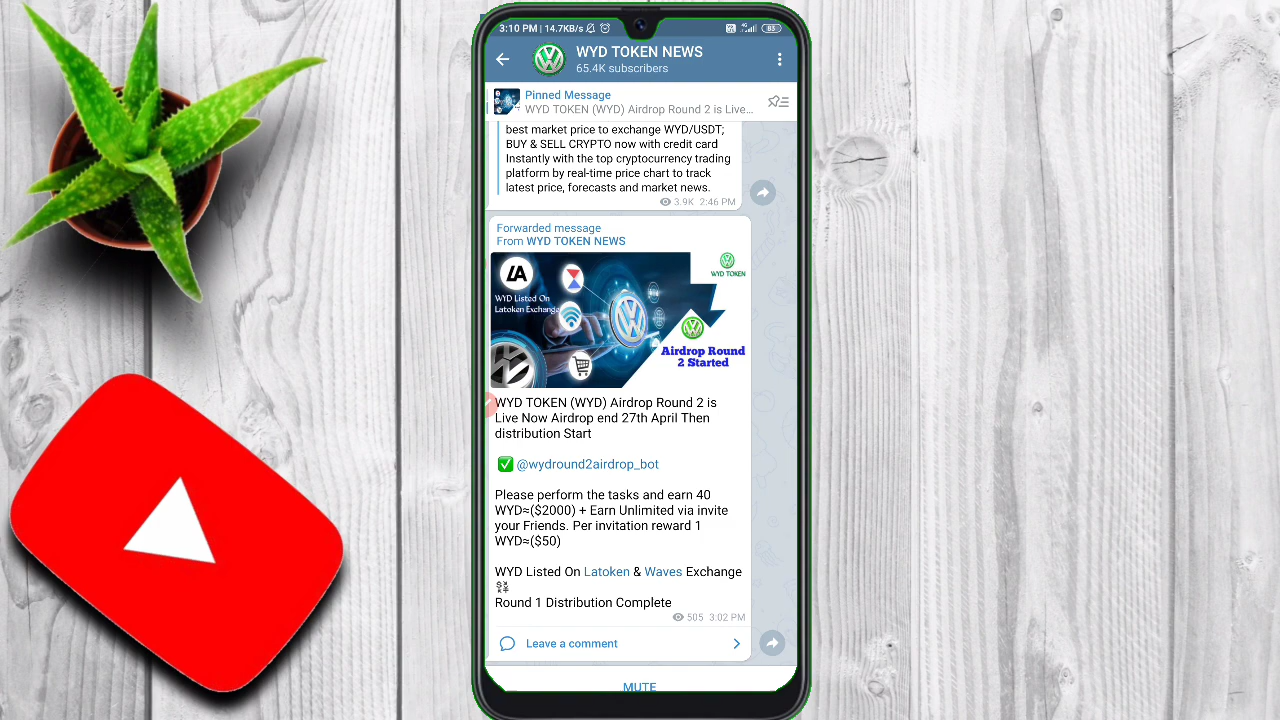 3:10 PM | 14.7KB/s
4G
83
WYD TOKEN NEWS
65.4K subscribers
Pinned Message
WYD TOKEN (WYD) Airdrop Round 2 is Live...
best market price to exchange WYD/USDT;
BUY & SELL CRYPTO now with credit card
Instantly with the top cryptocurrency trading
platform by real-time price chart to track
latest price, forecasts and market news.
3.9K 2:46 PM
Forwarded message
From WYD TOKEN NEWS
LA
WYD Listed On
Latoken Exchange
WYD TOKEN
Airdrop Round
2 Started
WYD TOKEN (WYD) Airdrop Round 2 is
Live Now Airdrop end 27th April Then
distribution Start
✅ @wydround2airdrop_bot
Please perform the tasks and earn 40
WYD≈($2000) + Earn Unlimited via invite
your Friends. Per invitation reward 1
WYD≈($50)
WYD Listed On Latoken & Waves Exchange
💱
Round 1 Distribution Complete
505 3:02 PM
Leave a comment
MUTE